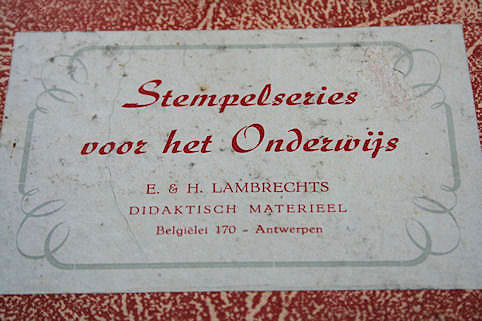 Stempelseries
voor het Onderwijs
E. & H. LAMBRECHTS
DIDAKTISCH MATERIEEL
Belgiëlei 170 - Antwerpen